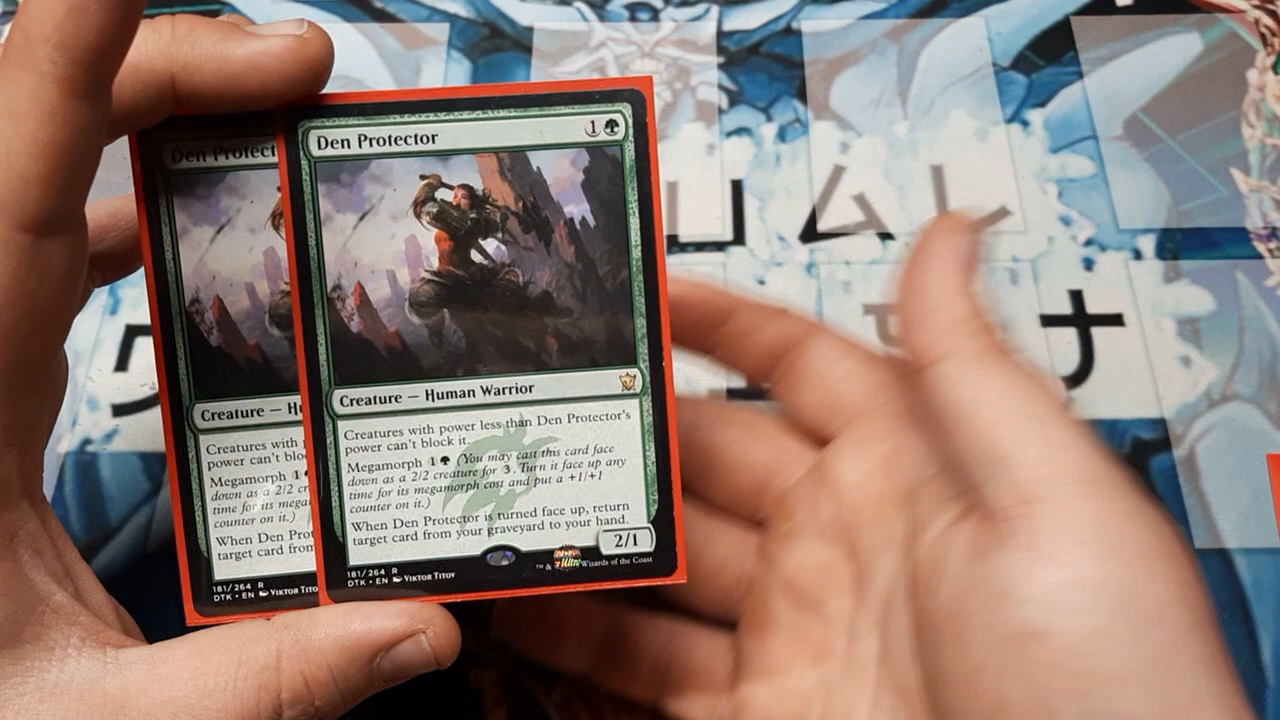 Den Protect
Creature — Hu
Creatures with
power can't bloc
Megamorph 1
down as a 2/2 cr
time for its mega
counter on it.)
When Den Prot
target card from
181/264 R
DTK • EN VIKTOR TITO
Den Protector
1
Creature — Human Warrior
Creatures with power less than Den Protector's
power can't block it.
Megamorph 1 (You may cast this card face
down as a 2/2 creature for 3. Turn it face up any
time for its megamorph cost and put a +1/+1
counter on it.)
When Den Protector is turned face up, return
target card from your graveyard to your hand.
2/1
181/264 R
DTK • EN VIKTOR TITOV
™ & Wizards of the Coast
ナ